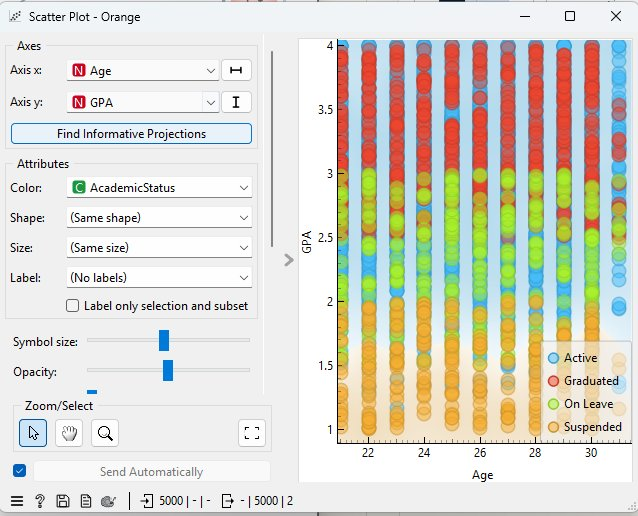 Scatter Plot - Orange
Axes
Axis x: N Age
Axis y: N GPA
Find Informative Projections
Attributes
Color: C AcademicStatus
Shape: (Same shape)
Size: (Same size)
Label: (No labels)
Label only selection and subset
Symbol size:
Opacity:
Zoom/Select
Send Automatically
5000 | - | - - | 5000 | 2
4
3.5
3
2.5
2
1.5
1
GPA
22 24 26 28 30
Age
Active
Graduated
On Leave
Suspended